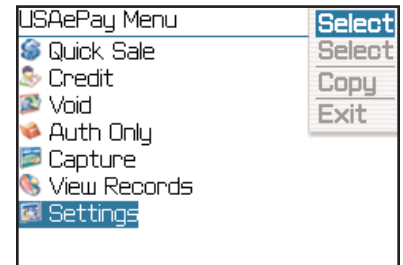 USAePay Menu
Quick Sale
Credit
Void
Auth Only
Capture
View Records
Settings
Select
Select
Copy
Exit